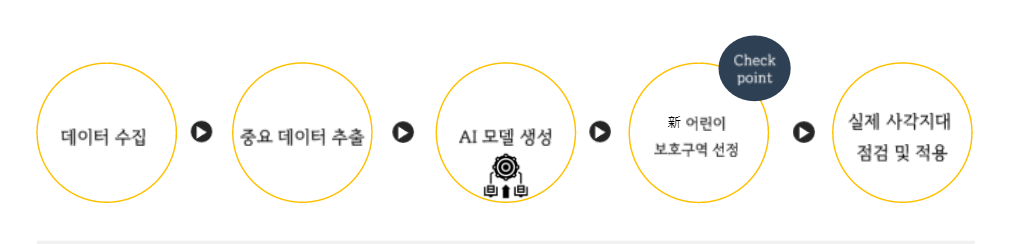 데이터 수집
중요 데이터 추출
AI 모델 생성
Check
point
新 어린이
보호구역 선정
실제 사각지대
점검 및 적용